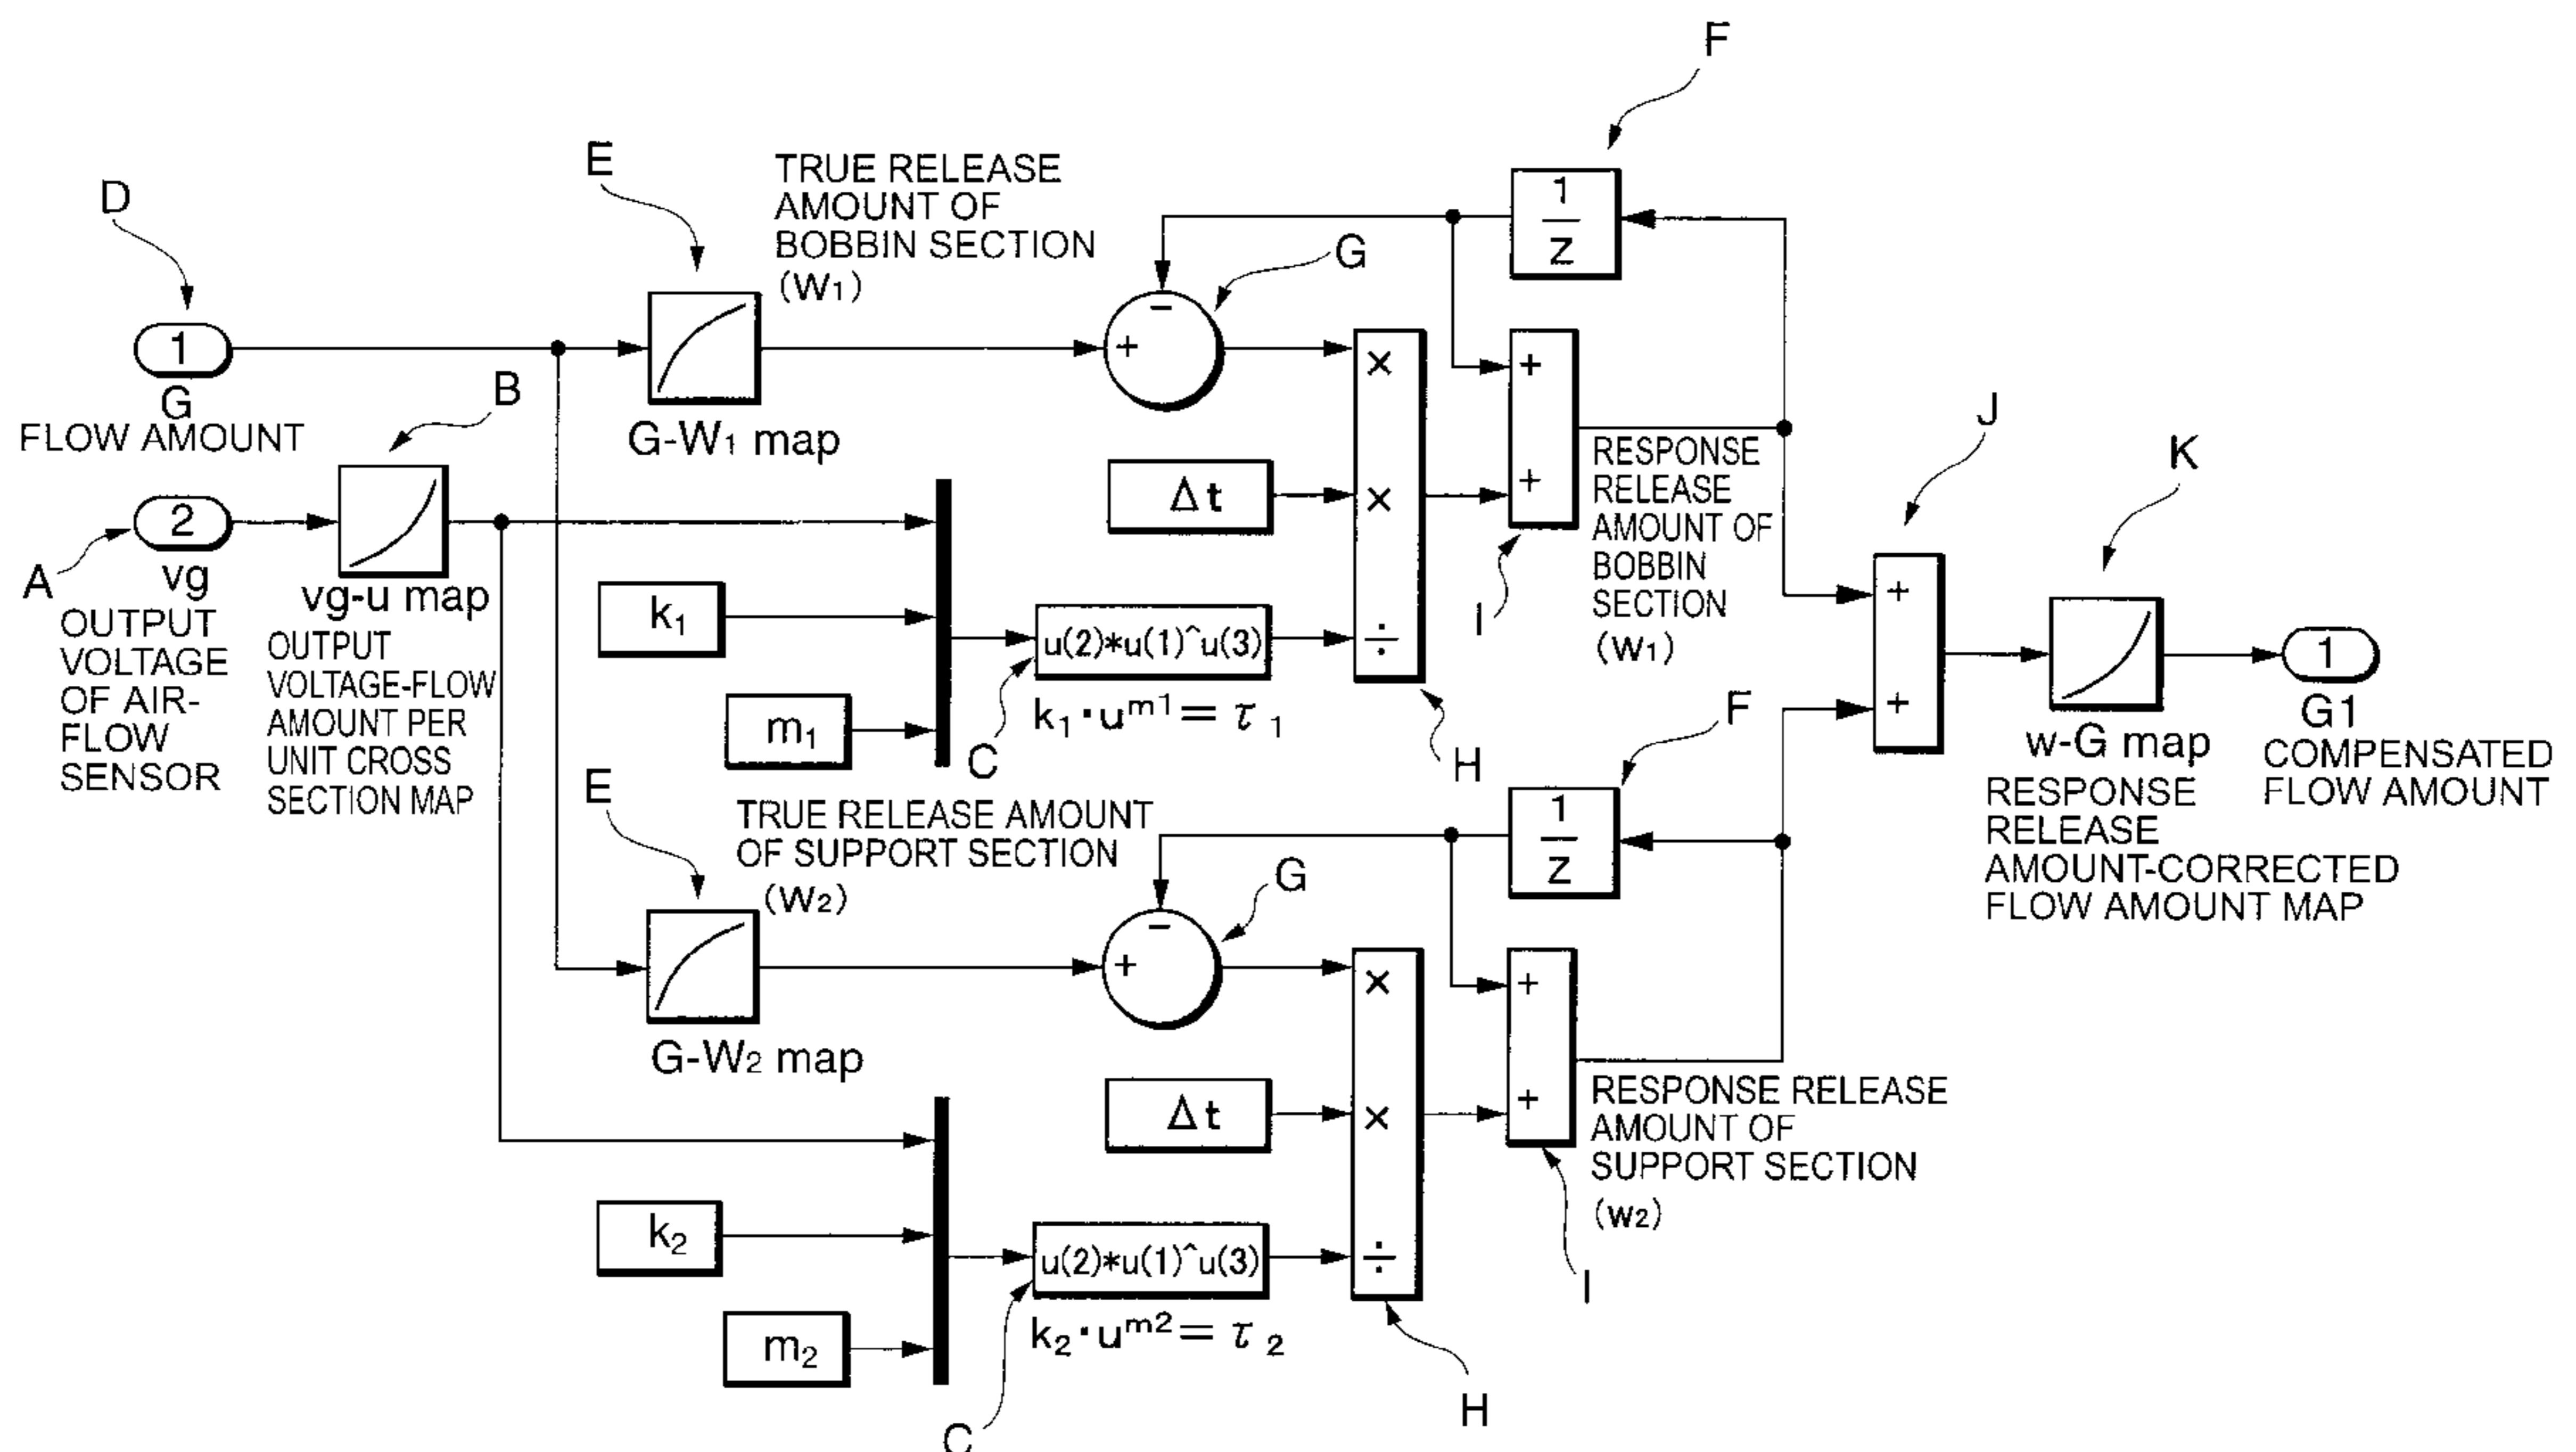 F
E
TRUE RELEASE
AMOUNT OF
BOBBIN SECTION
(W1)
D
1
z
G
−
+
1
G
FLOW AMOUNT
B
G-W1 map
×
+
J
K
RESPONSE
RELEASE
AMOUNT OF
BOBBIN
SECTION
(w1)
Δt
×
+
I
2
vg
A
OUTPUT
VOLTAGE
OF AIR-
FLOW
SENSOR
vg-u map
OUTPUT
VOLTAGE-FLOW
AMOUNT PER
UNIT CROSS
SECTION MAP
k1
u(2)*u(1)^u(3)
÷
k1·u^m1 = τ1
m1
C
H
+
+
w-G map
RESPONSE
RELEASE
AMOUNT-CORRECTED
FLOW AMOUNT MAP
1
G1
COMPENSATED
FLOW AMOUNT
E
TRUE RELEASE AMOUNT
OF SUPPORT SECTION
(W2)
F
1
z
G
−
+
G-W2 map
×
+
Δt
×
+
RESPONSE RELEASE
AMOUNT OF
SUPPORT SECTION
(w2)
I
k2
u(2)*u(1)^u(3)
÷
k2·u^m2 = τ2
m2
C
H